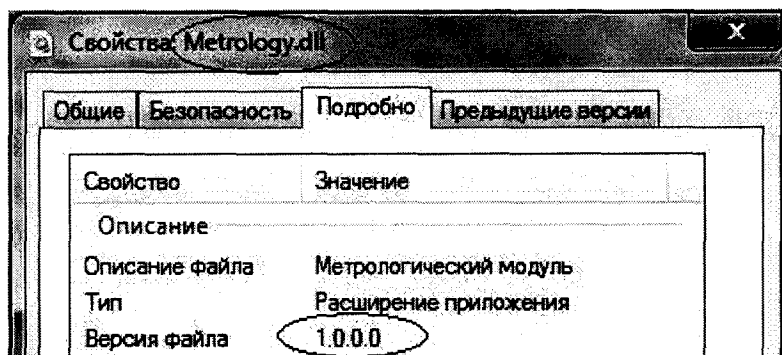 Свойства: Metrology.dll
Общие Безопасность Подробно Предыдущие версии
Свойство Значение
Описание
Описание файла Метрологический модуль
Тип Расширение приложения
Версия файла 1.0.0.0